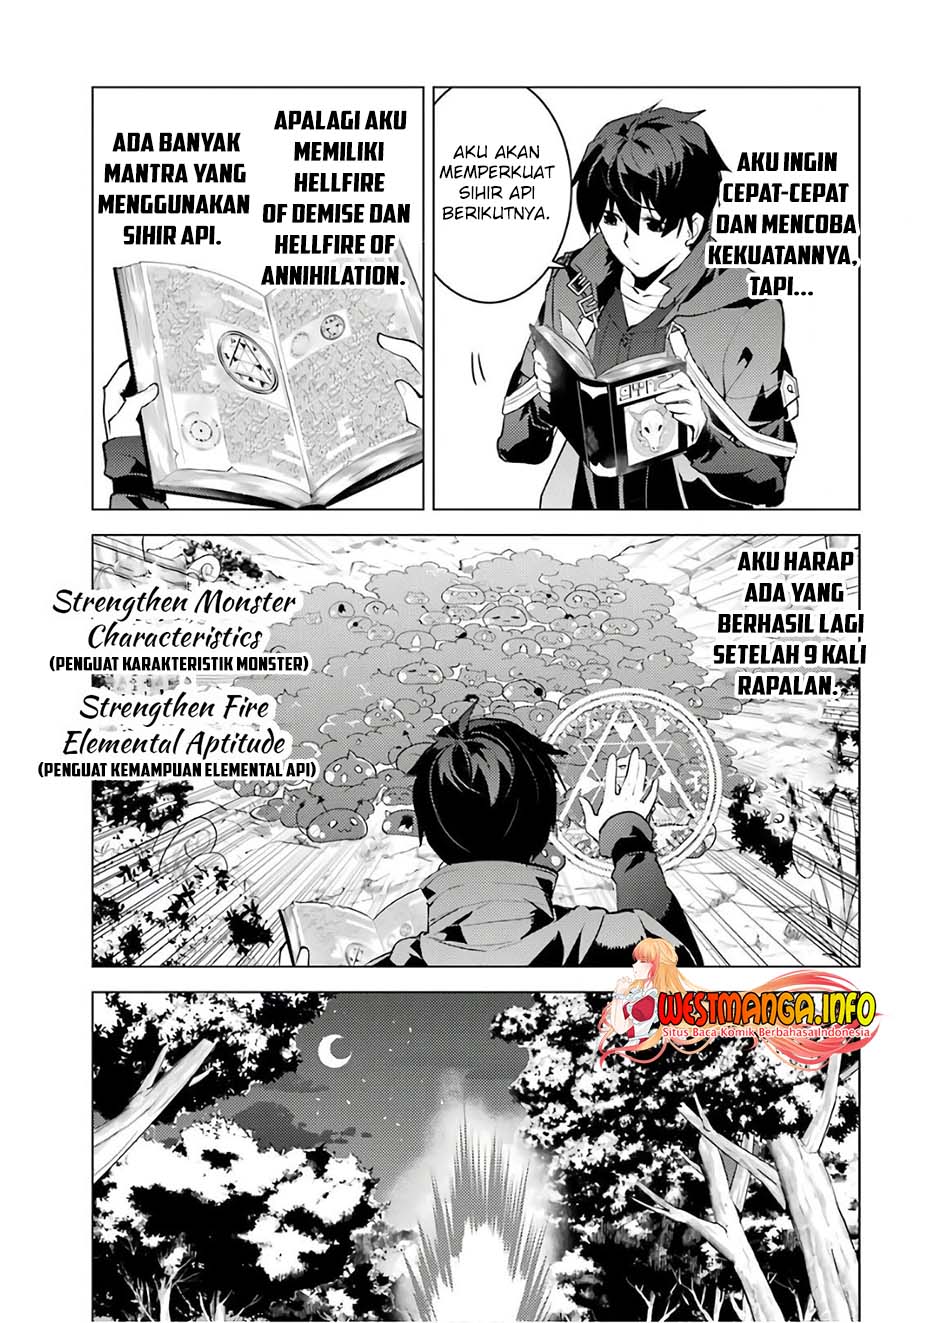 AKU INGIN
CEPAT-CEPAT
DAN MENCOBA
KEKUATANNYA,
TAPI...
AKU AKAN
MEMPERKUAT
SIHIR API
BERIKUTNYA.
APALAGI AKU
MEMILIKI
HELLFIRE
OF DEMISE DAN
HELLFIRE OF
ANNIHILATION.
ADA BANYAK
MANTRA YANG
MENGGUNAKAN
SIHIR API.
AKU HARAP
ADA YANG
BERHASIL LAGI
SETELAH 9 KALI
RAPALAN.
Strengthen Monster
Characteristics
(PENGUAT KARAKTERISTIK MONSTER)
Strengthen Fire
Elemental Aptitude
(PENGUAT KEMAMPUAN ELEMENTAL API)
WESTMANGA.INFO
Situs Baca Komik Berbahasa Indonesia